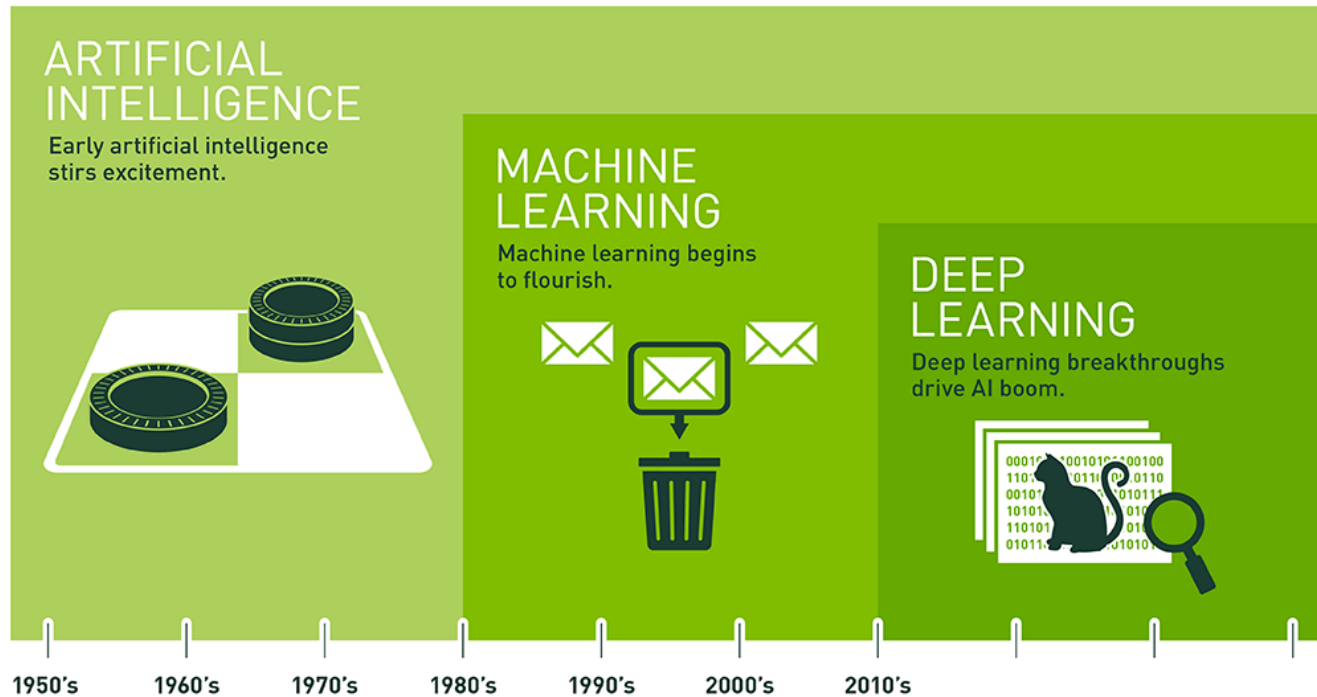 ARTIFICIAL
INTELLIGENCE
Early artificial intelligence
stirs excitement.
MACHINE
LEARNING
Machine learning begins
to flourish.
DEEP
LEARNING
Deep learning breakthroughs
drive AI boom.
1950's 1960's 1970's 1980's 1990's 2000's 2010's